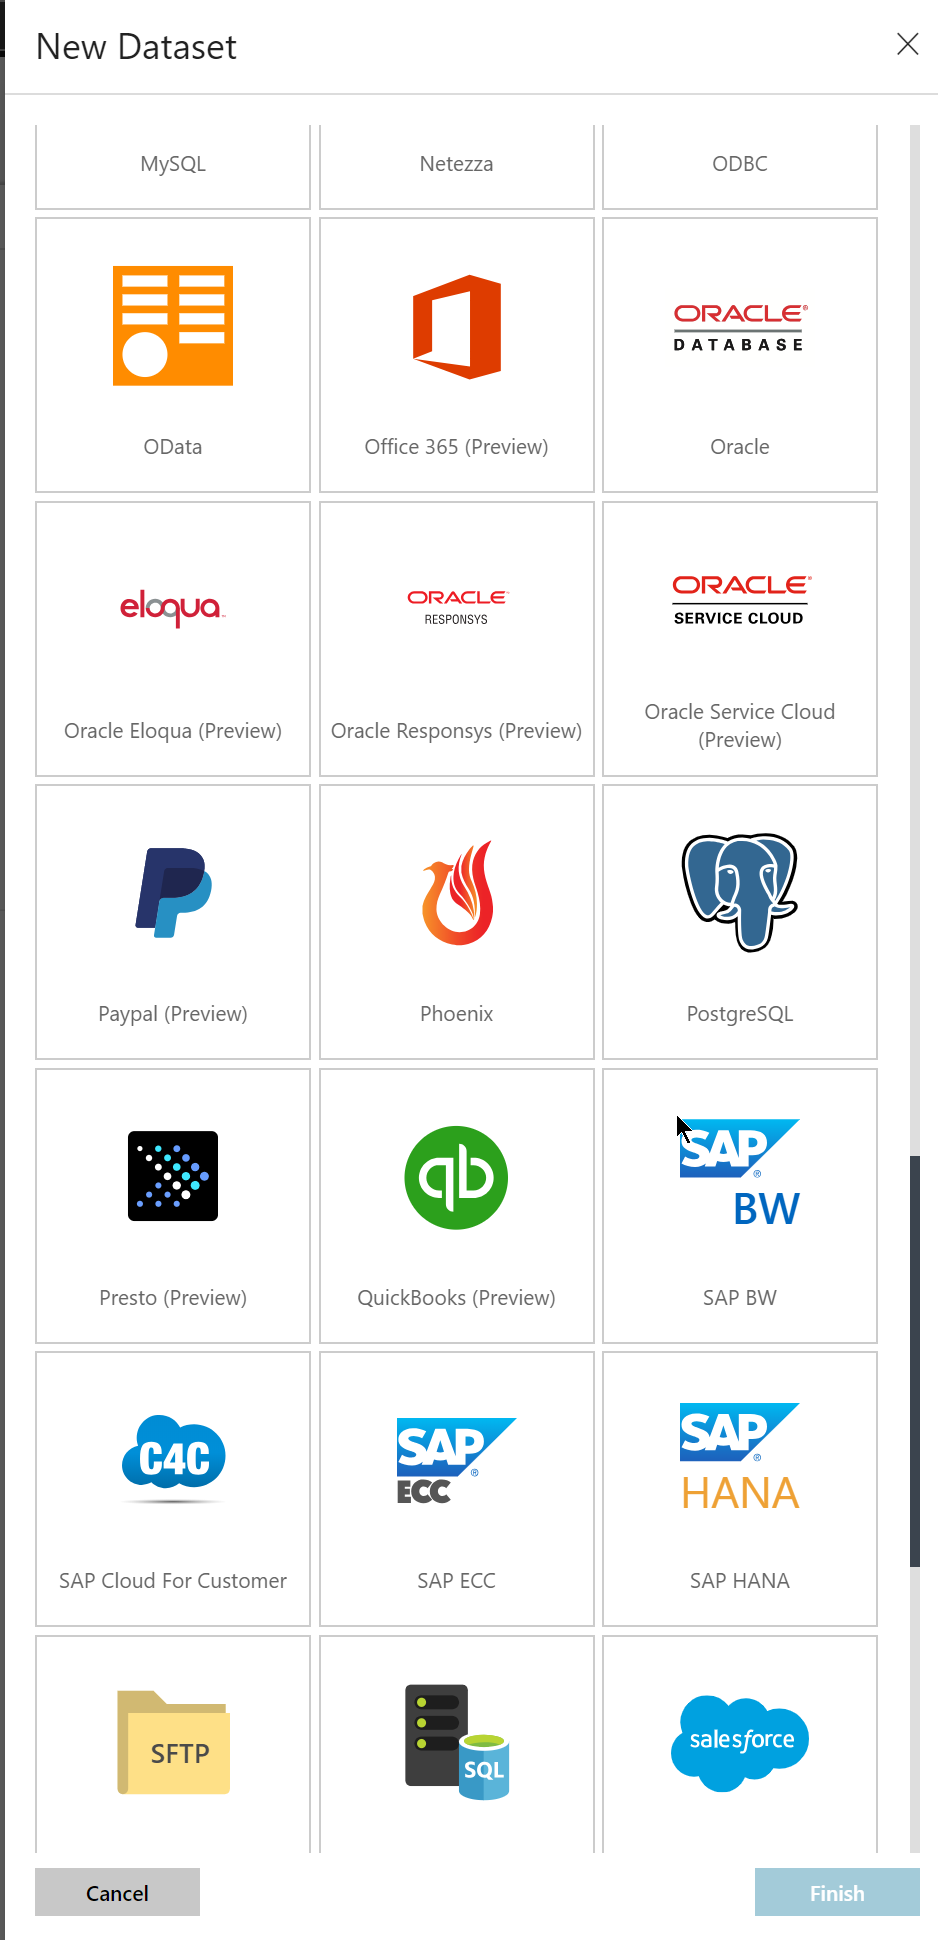 New Dataset
MySQL
Netezza
ODBC
ORACLE®
DATABASE
OData
Office 365 (Preview)
Oracle
eloqua
ORACLE
RESPONSYS
ORACLE®
SERVICE CLOUD
Oracle Eloqua (Preview)
Oracle Responsys (Preview)
Oracle Service Cloud
(Preview)
Paypal (Preview)
Phoenix
PostgreSQL
qb
SAP®
BW
Presto (Preview)
QuickBooks (Preview)
SAP BW
C4C
SAP®
ECC
SAP®
HANA
SAP Cloud For Customer
SAP ECC
SAP HANA
SFTP
SQL
salesforce
Cancel
Finish